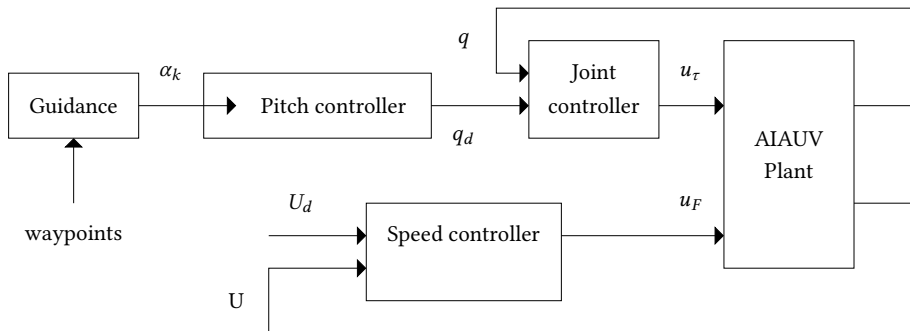 q
α_k
Guidance
Pitch controller
Joint
controller
u_τ
AIAUV
Plant
q_d
waypoints
U_d
Speed controller
u_F
U